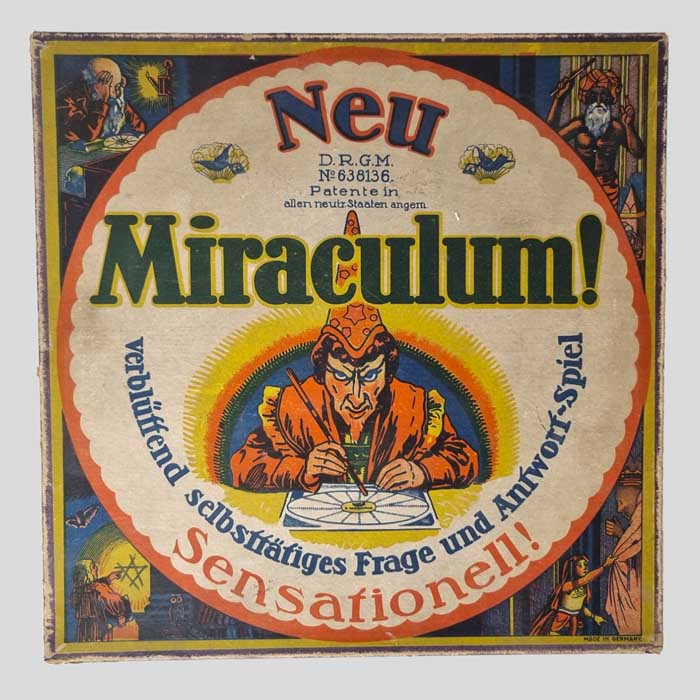 Neu
D.R.G.M.
No 638136.
Patente in
allen neutr. Staaten angem.
Miraculum!
verblüffend selbsttätiges Frage und Antwort-Spiel
Sensationell!
MADE IN GERMANY.